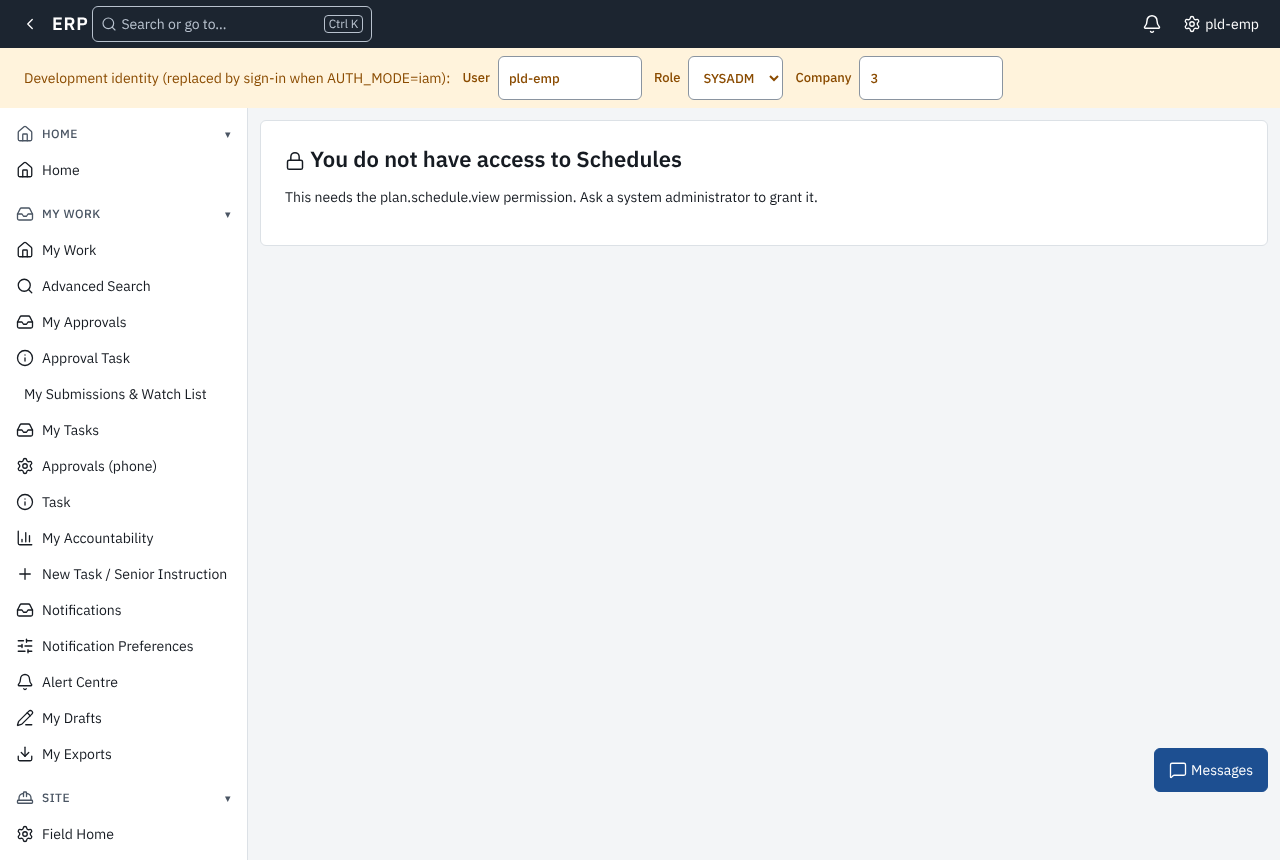 ERP
Search or go to...
Ctrl K
pld-emp
Development identity (replaced by sign-in when AUTH_MODE=iam):
User
pld-emp
Role
SYSADM
Company
3
HOME
Home
MY WORK
My Work
Advanced Search
My Approvals
Approval Task
My Submissions & Watch List
My Tasks
Approvals (phone)
Task
My Accountability
New Task / Senior Instruction
Notifications
Notification Preferences
Alert Centre
My Drafts
My Exports
SITE
Field Home
You do not have access to Schedules
This needs the plan.schedule.view permission. Ask a system administrator to grant it.
Messages